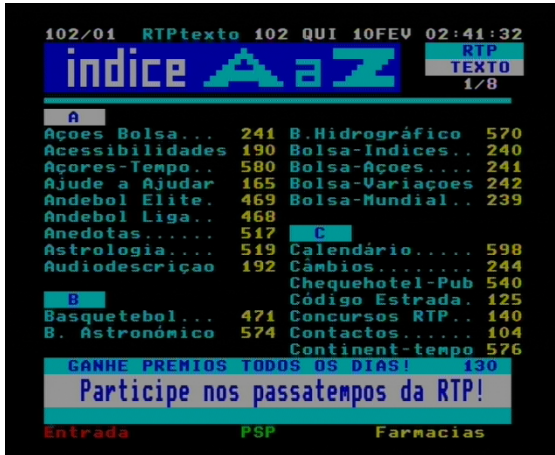 102/01 RTPtexto 102 QUI 10FEV 02:41:32
indice A a Z
RTP
TEXTO
1/8
A
Açoes Bolsa... 241
Acessibilidades 190
Açores-Tempo.. 580
Ajude a Ajudar 165
Andebol Elite. 469
Andebol Liga.. 468
Anedotas...... 517
Astrologia.... 519
Audiodescriçao 192
B
Basquetebol... 471
B. Astronómico 574
B.Hidrográfico 570
Bolsa-Indices.. 240
Bolsa-Açoes.... 241
Bolsa-Variaçoes 242
Bolsa-Mundial.. 239
C
Calendário..... 598
Câmbios........ 244
Chequehotel-Pub 540
Código Estrada. 125
Concursos RTP.. 140
Contactos...... 104
Continent-tempo 576
GANHE PREMIOS TODOS OS DIAS! 130
Participe nos passatempos da RTP!
Entrada PSP Farmacias